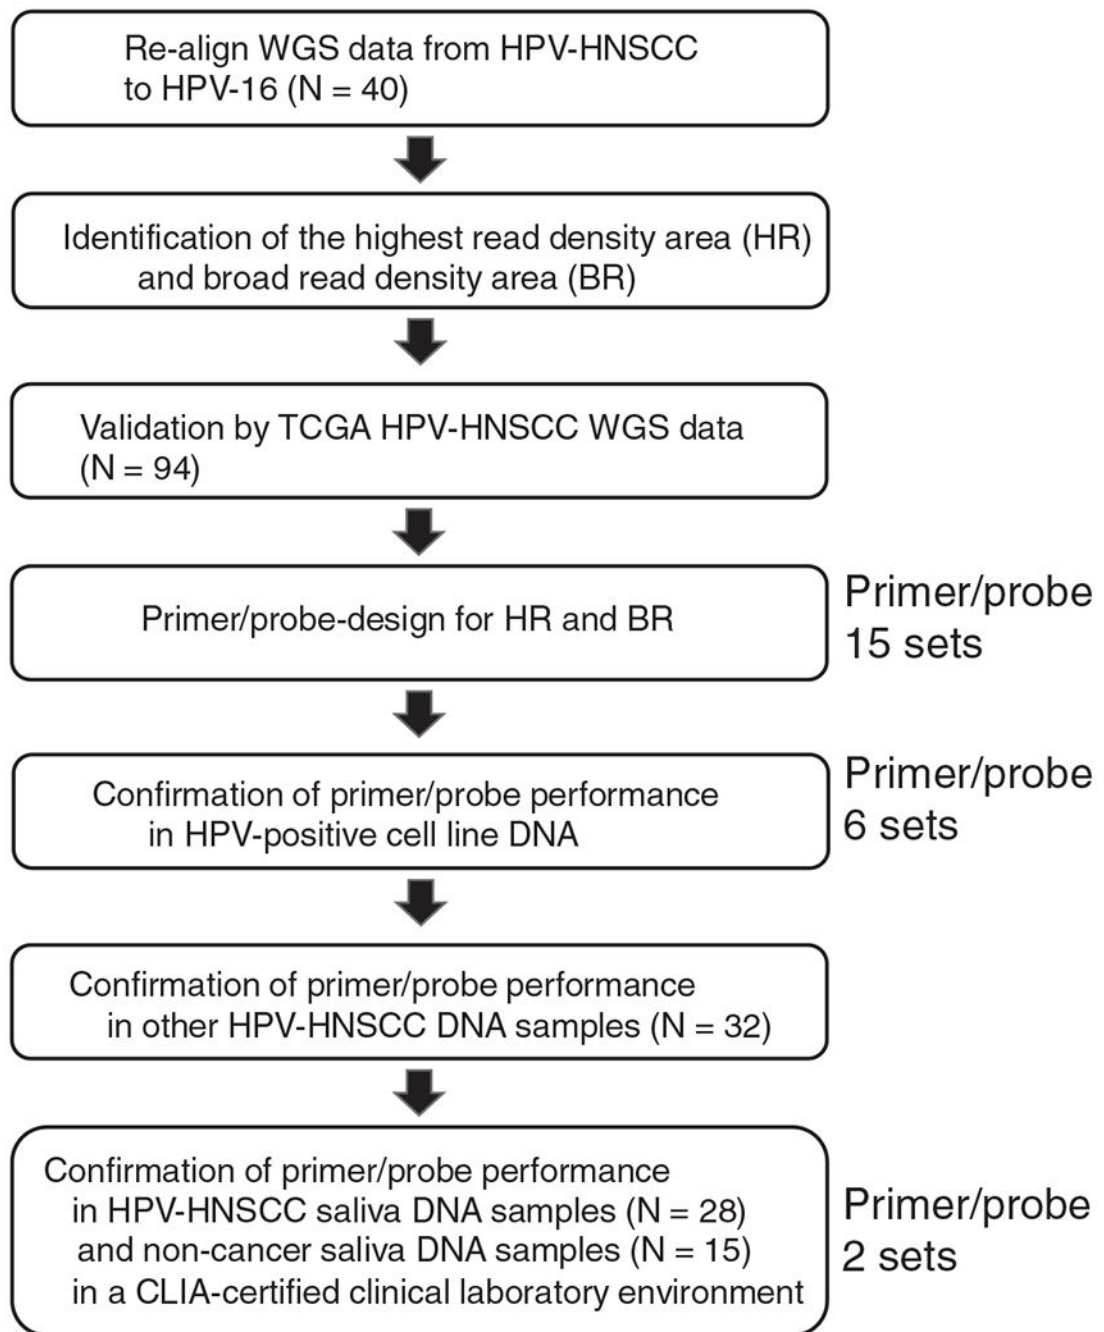 Re-align WGS data from HPV-HNSCC
to HPV-16 (N = 40)
Identification of the highest read density area (HR)
and broad read density area (BR)
Validation by TCGA HPV-HNSCC WGS data
(N = 94)
Primer/probe-design for HR and BR
Primer/probe
15 sets
Confirmation of primer/probe performance
in HPV-positive cell line DNA
Primer/probe
6 sets
Confirmation of primer/probe performance
in other HPV-HNSCC DNA samples (N = 32)
Confirmation of primer/probe performance
in HPV-HNSCC saliva DNA samples (N = 28)
and non-cancer saliva DNA samples (N = 15)
in a CLIA-certified clinical laboratory environment
Primer/probe
2 sets